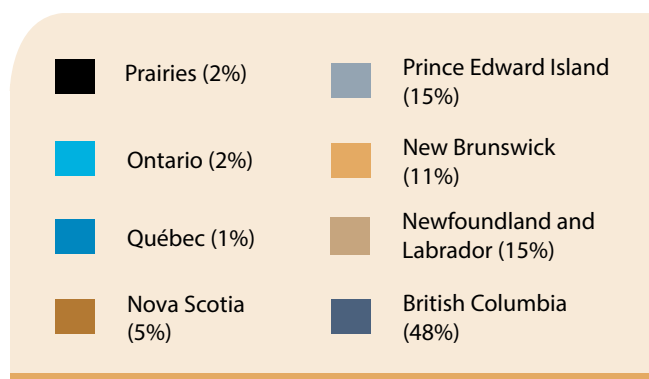 Prairies (2%)
Ontario (2%)
Québec (1%)
Nova Scotia
(5%)
Prince Edward Island
(15%)
New Brunswick
(11%)
Newfoundland and
Labrador (15%)
British Columbia
(48%)